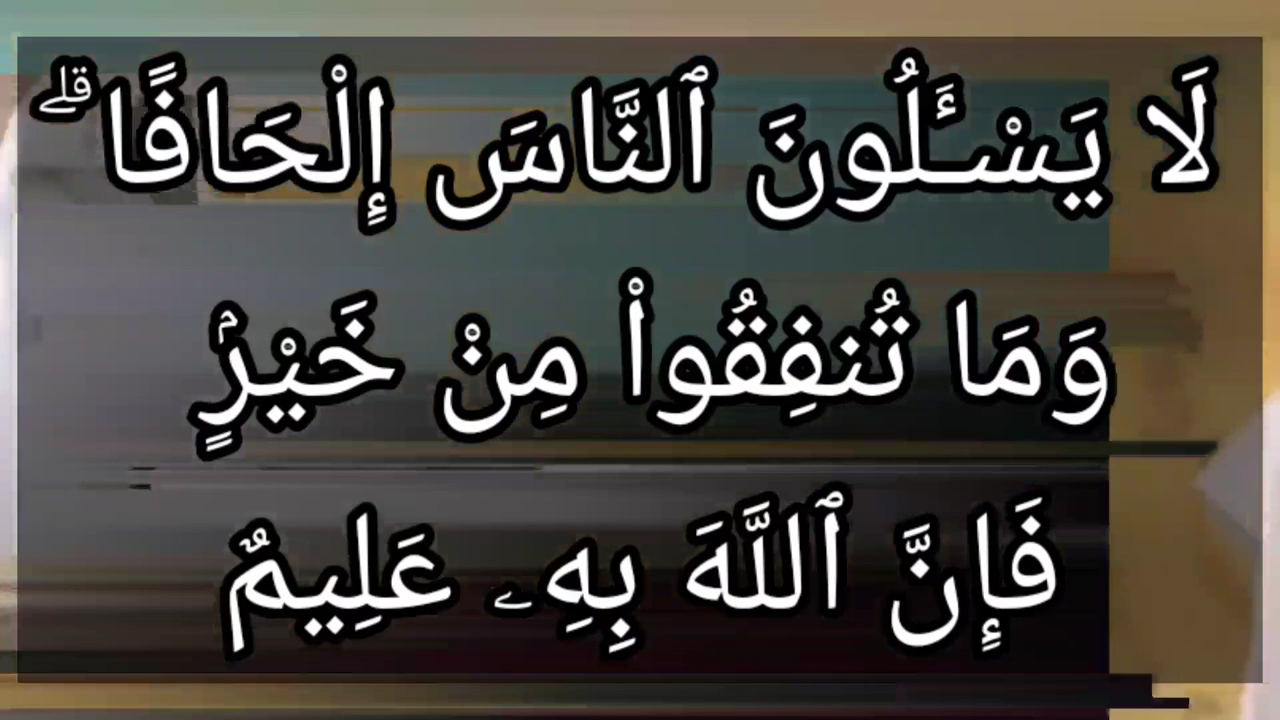 لَا يَسْـَٔلُونَ ٱلنَّاسَ إِلْحَافًا ۗ
وَمَا تُنفِقُوا۟ مِنْ خَيْرٍۢ
فَإِنَّ ٱللَّهَ بِهِۦ عَلِيمٌ